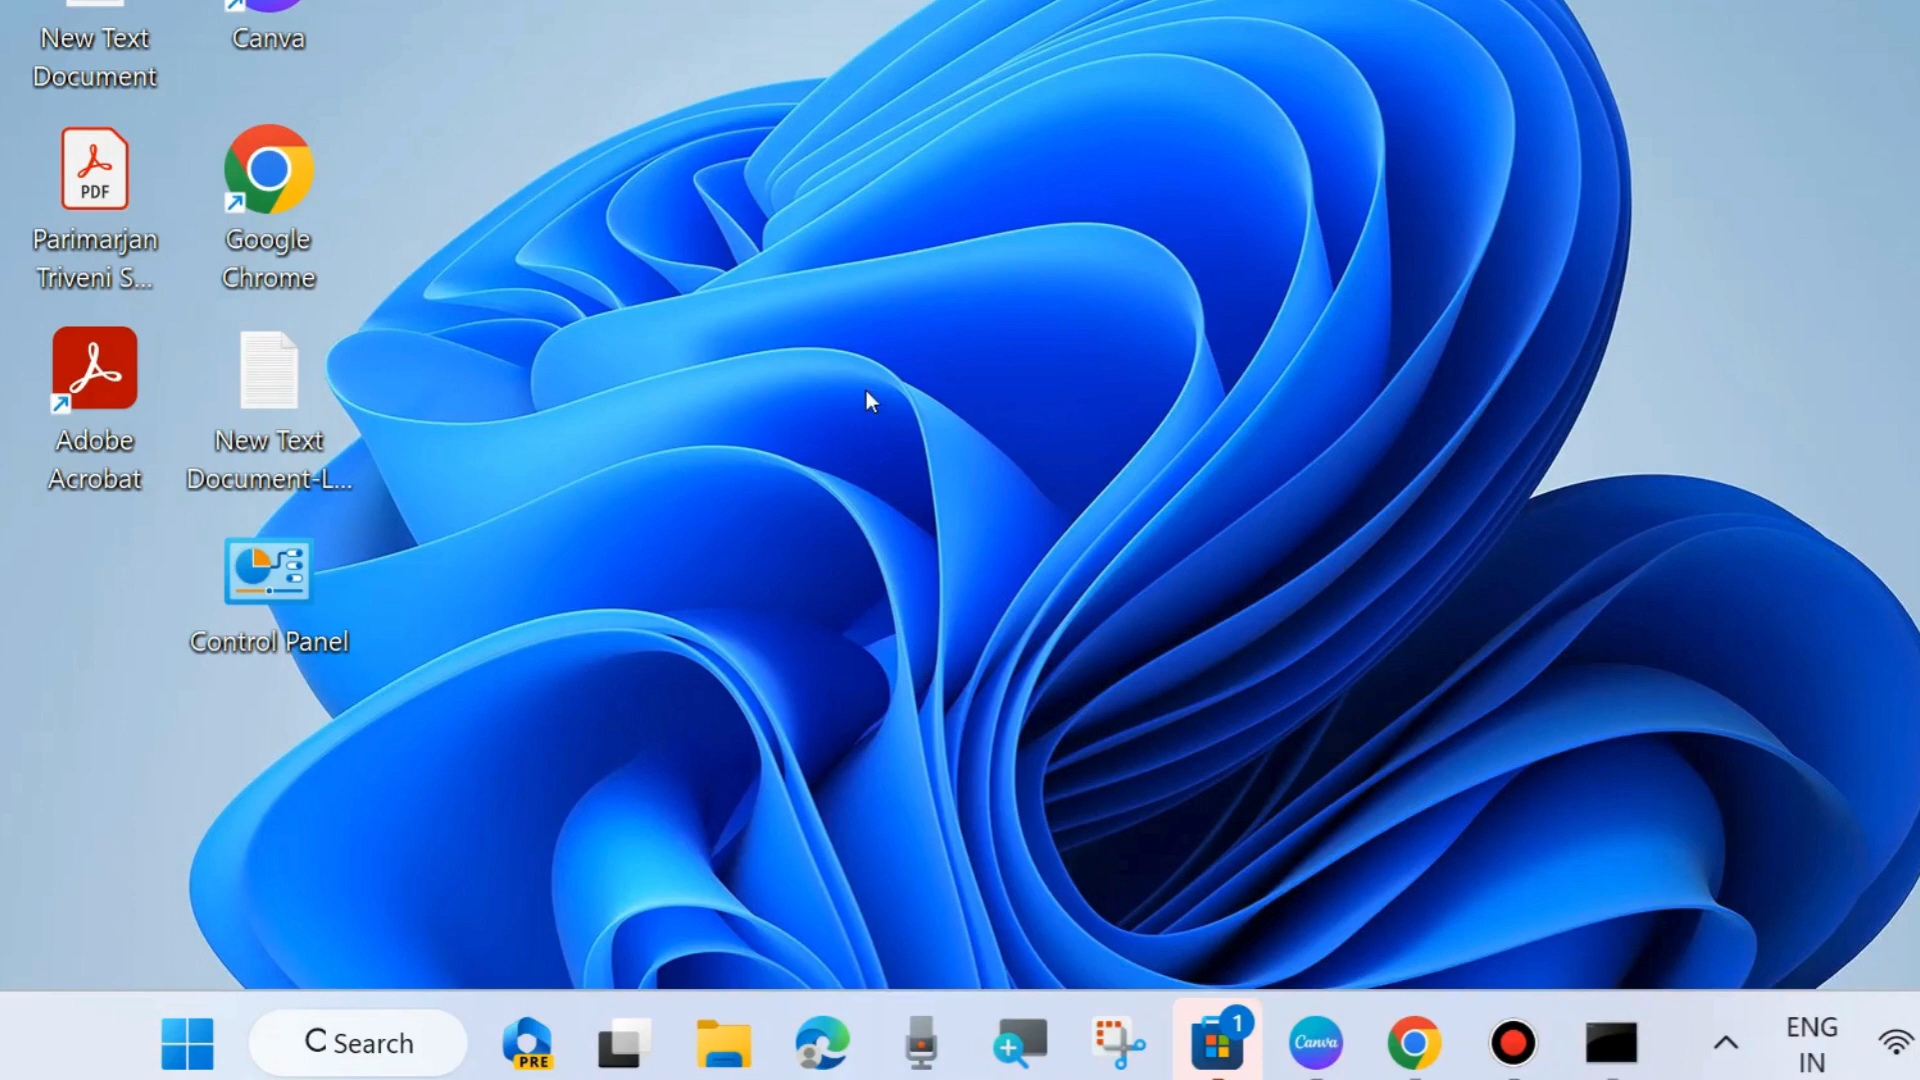 New Text
Document
Canva
PDF
Parimarjan
Triveni S...
Google
Chrome
Adobe
Acrobat
New Text
Document-L...
Control Panel
Search
PRE
1
Canva
ENG
IN